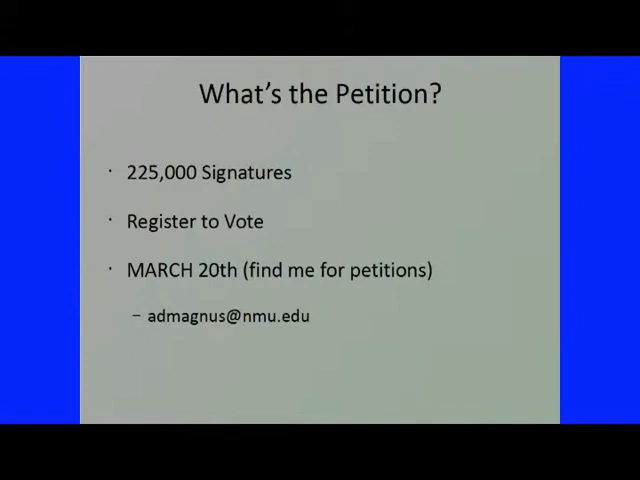 What's the Petition?
· 225,000 Signatures
· Register to Vote
· MARCH 20th (find me for petitions)
– admagnus@nmu.edu